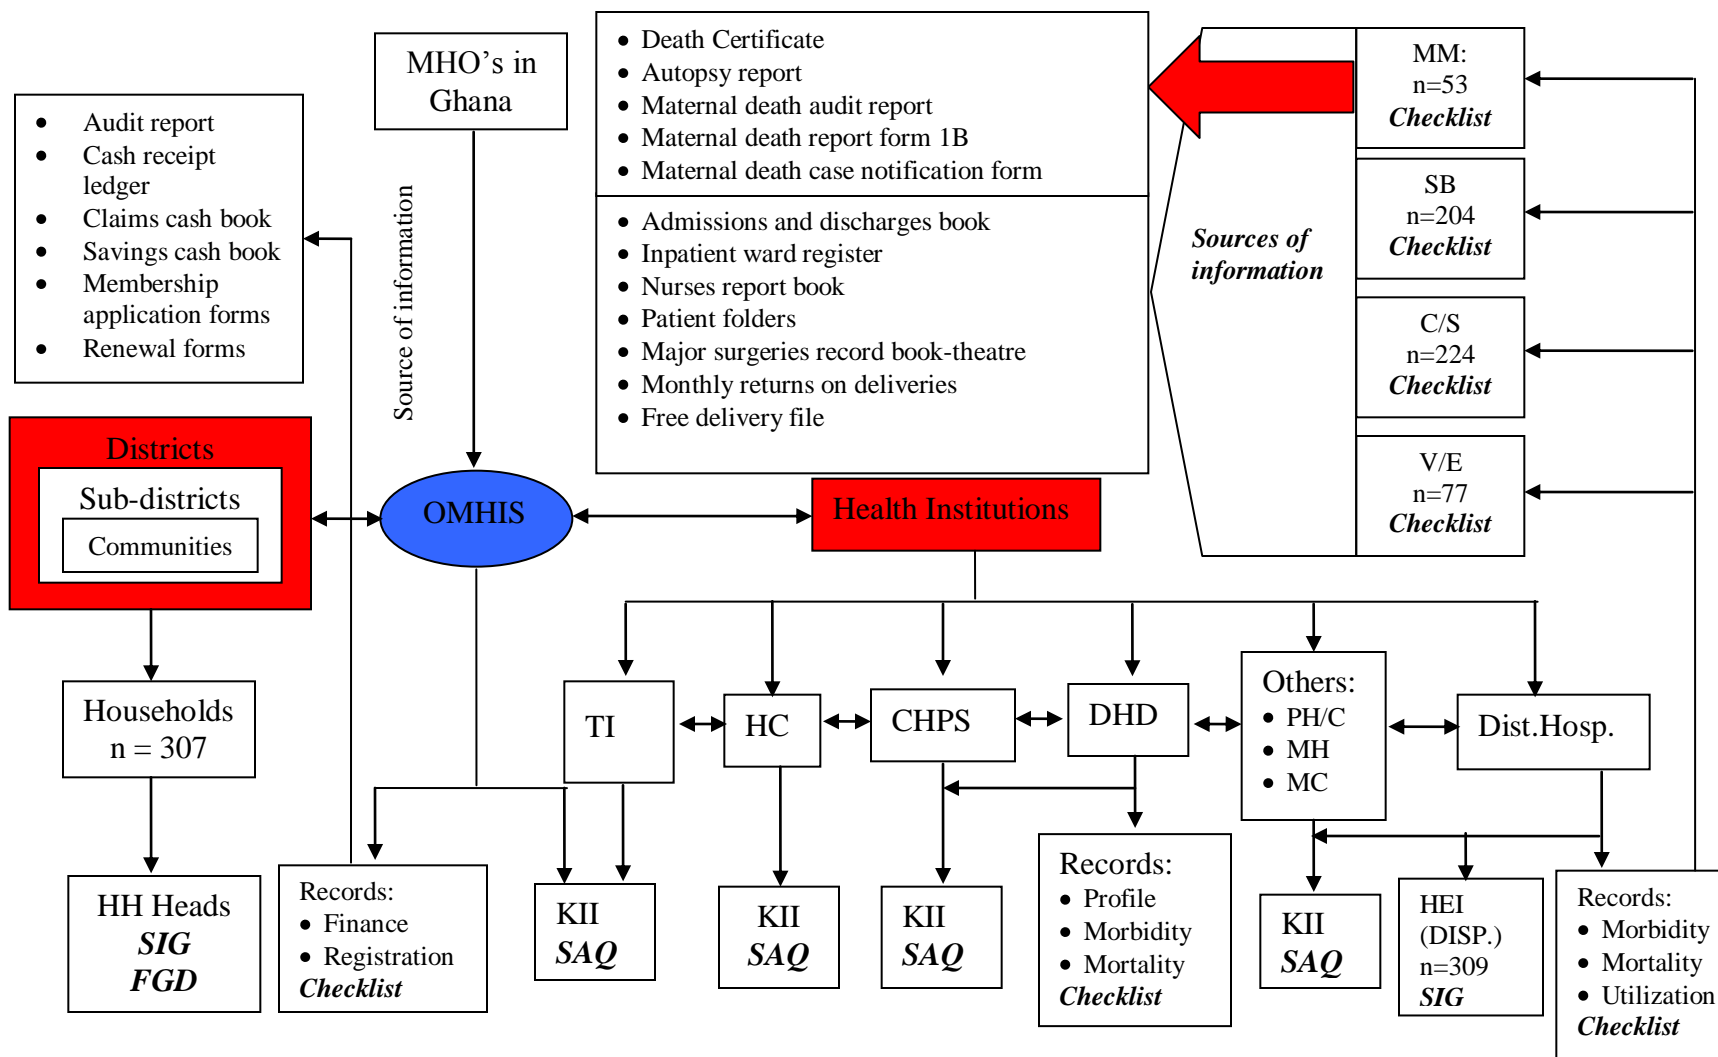 MHO’s in
Ghana
• Death Certificate
• Autopsy report
• Maternal death audit report
• Maternal death report form 1B
• Maternal death case notification form
• Admissions and discharges book
• Inpatient ward register
• Nurses report book
• Patient folders
• Major surgeries record book-theatre
• Monthly returns on deliveries
• Free delivery file
Sources of
information
MM:
n=53
Checklist
SB
n=204
Checklist
C/S
n=224
Checklist
V/E
n=77
Checklist
• Audit report
• Cash receipt
ledger
• Claims cash book
• Savings cash book
• Membership
application forms
• Renewal forms
Source of information
Districts
Sub-districts
Communities
OMHIS
Health Institutions
Households
n = 307
TI
HC
CHPS
DHD
Others:
• PH/C
• MH
• MC
Dist.Hosp.
HH Heads
SIG
FGD
Records:
• Finance
• Registration
Checklist
KII
SAQ
KII
SAQ
KII
SAQ
Records:
• Profile
• Morbidity
• Mortality
Checklist
KII
SAQ
HEI
(DISP.)
n=309
SIG
Records:
• Morbidity
• Mortality
• Utilization
Checklist